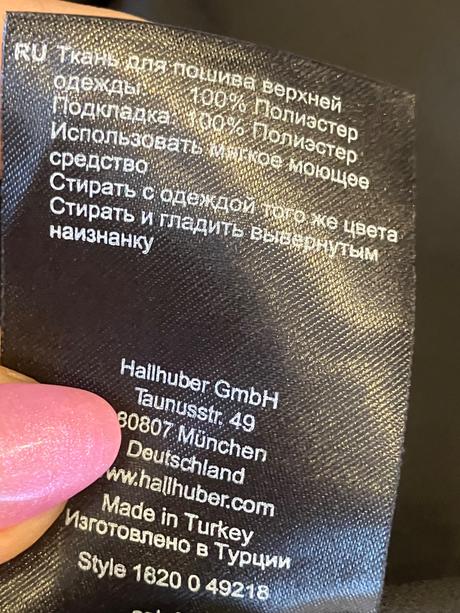 RU Ткань для пошива верхней
одежды: 100% Полиэстер
Подкладка: 100% Полиэстер
Использовать мягкое моющее
средство
Стирать с одеждой того же цвета
Стирать и гладить вывернутым
наизнанку
Hallhuber GmbH
Taunusstr. 49
80807 München
Deutschland
www.hallhuber.com
Made in Turkey
Изготовлено в Турции
Style 1620 0 49218